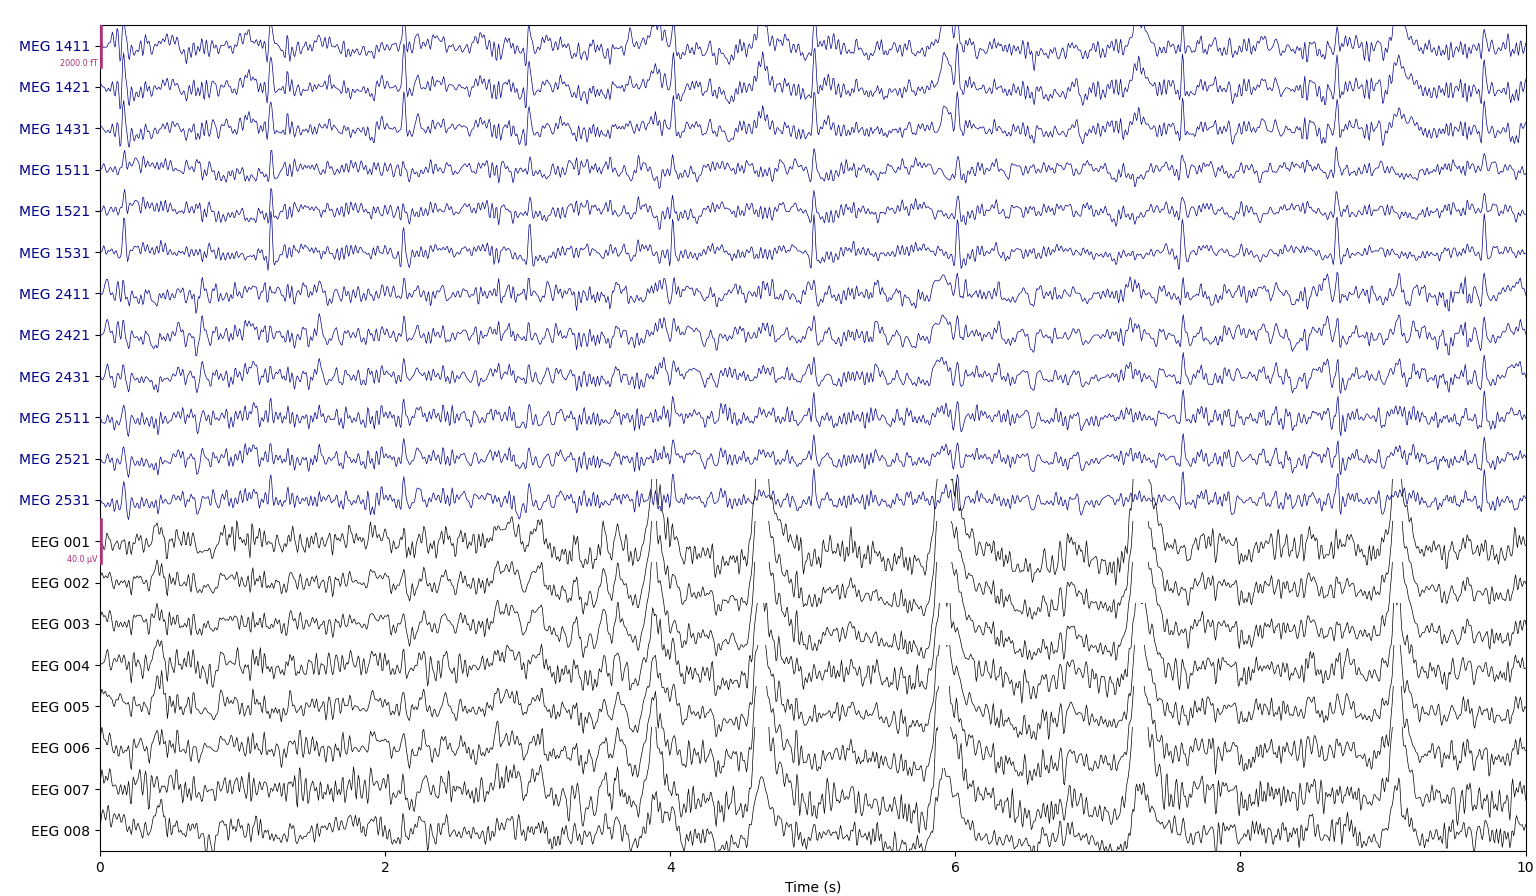 MEG 1411
2000.0 fT
MEG 1421
MEG 1431
MEG 1511
MEG 1521
MEG 1531
MEG 2411
MEG 2421
MEG 2431
MEG 2511
MEG 2521
MEG 2531
EEG 001
40.0 µV
EEG 002
EEG 003
EEG 004
EEG 005
EEG 006
EEG 007
EEG 008
0 2 4 6 8 10
Time (s)